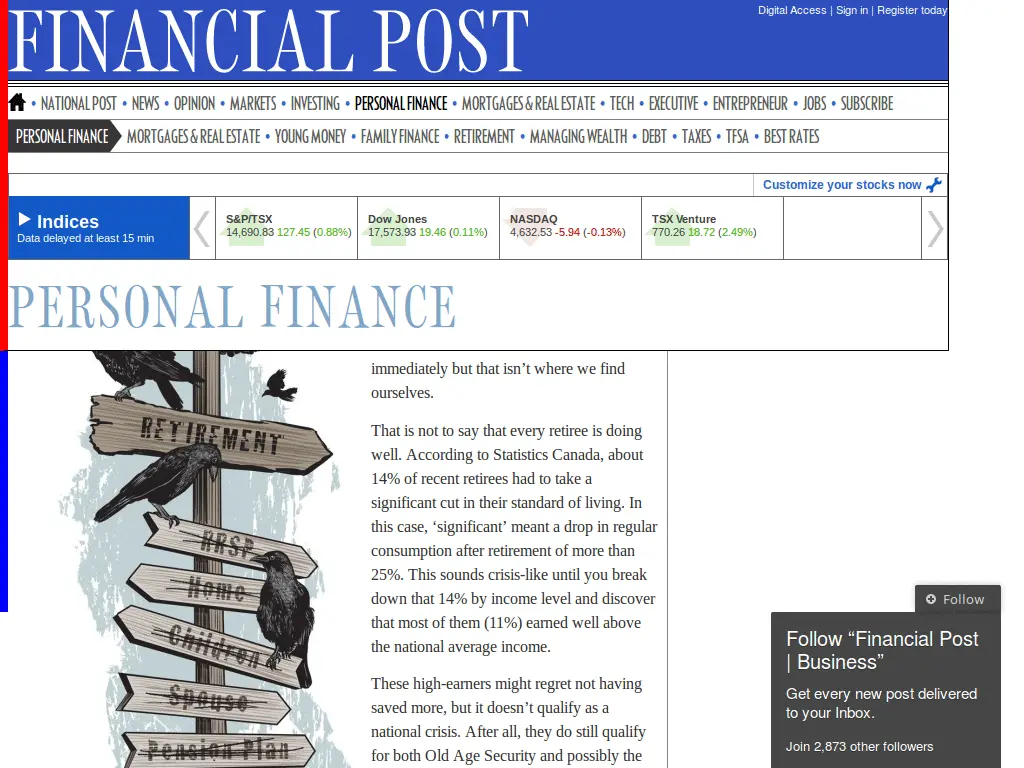 FINANCIAL POST
Digital Access | Sign in | Register today
• NATIONAL POST • NEWS • OPINION • MARKETS • INVESTING • PERSONAL FINANCE • MORTGAGES & REAL ESTATE • TECH • EXECUTIVE • ENTREPRENEUR • JOBS • SUBSCRIBE
PERSONAL FINANCE MORTGAGES & REAL ESTATE • YOUNG MONEY • FAMILY FINANCE • RETIREMENT • MANAGING WEALTH • DEBT • TAXES • TFSA • BEST RATES
Customize your stocks now
Indices
Data delayed at least 15 min
S&P/TSX
14,690.83 127.45 (0.88%)
Dow Jones
17,573.93 19.46 (0.11%)
NASDAQ
4,632.53 -5.94 (-0.13%)
TSX Venture
770.26 18.72 (2.49%)
PERSONAL FINANCE
RETIREMENT
RRSP
Home
Children
Spouse
Pension Plan
immediately but that isn’t where we find
ourselves.
That is not to say that every retiree is doing
well. According to Statistics Canada, about
14% of recent retirees had to take a
significant cut in their standard of living. In
this case, ‘significant’ meant a drop in regular
consumption after retirement of more than
25%. This sounds crisis-like until you break
down that 14% by income level and discover
that most of them (11%) earned well above
the national average income.
These high-earners might regret not having
saved more, but it doesn’t qualify as a
national crisis. After all, they do still qualify
for both Old Age Security and possibly the
Follow
Follow “Financial Post
| Business”
Get every new post delivered
to your Inbox.
Join 2,873 other followers